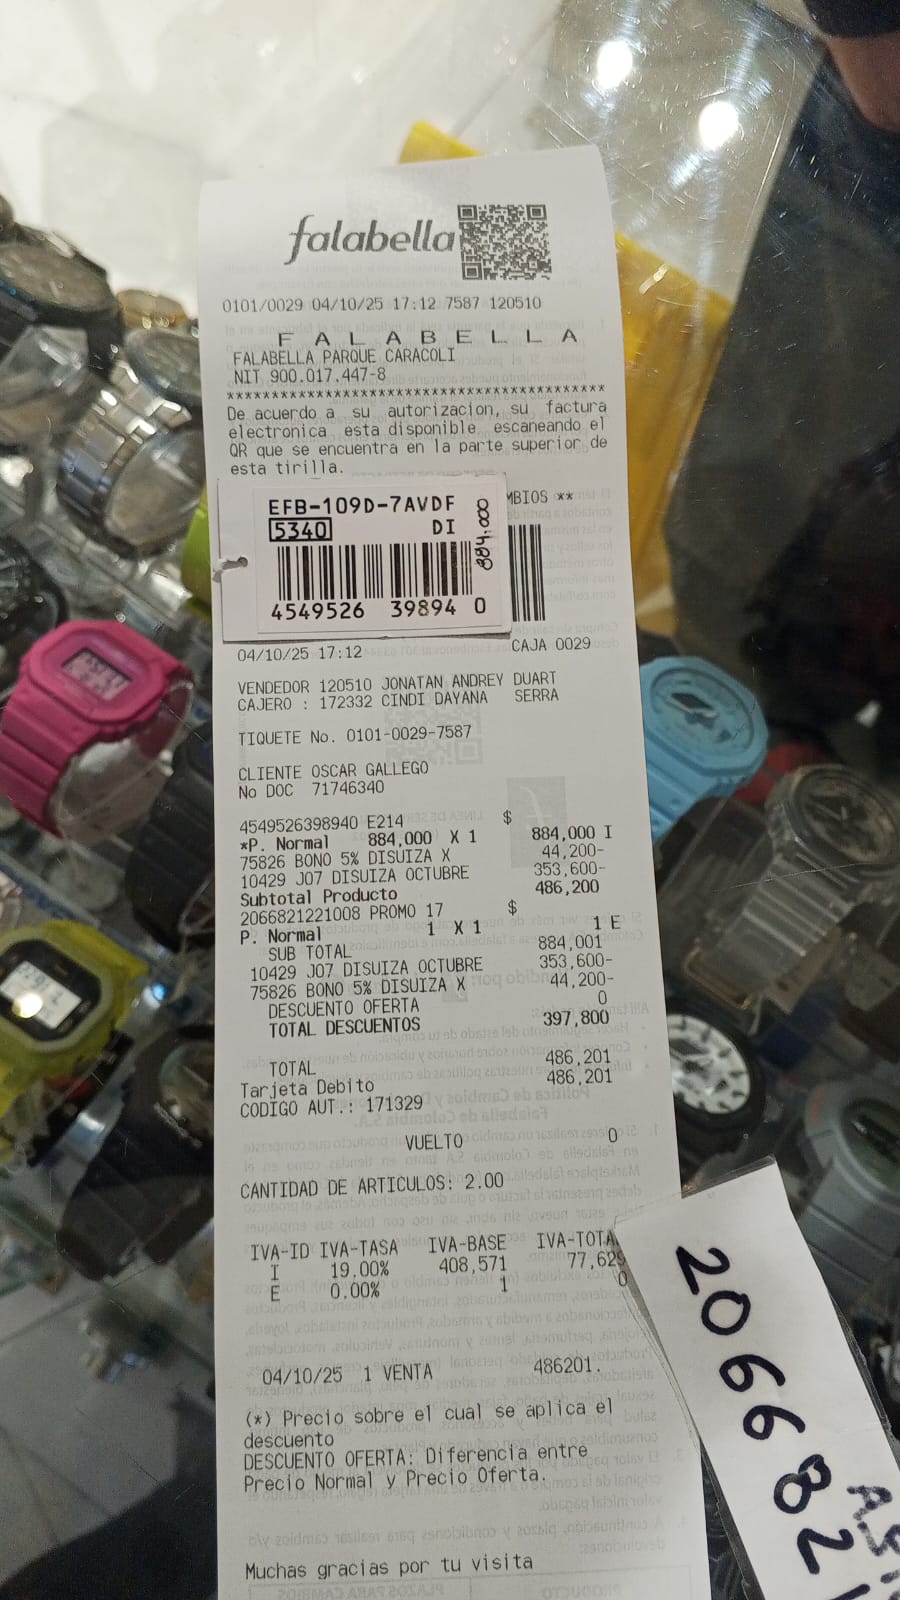 falabella
0101/0029 04/10/25 17:12 7587 120510
F A L A B E L L A
FALABELLA PARQUE CARACOLI
NIT 900.017.447-8
******************************************
De acuerdo a su autorizacion, su factura
electronica esta disponible escaneando el
QR que se encuentra en la parte superior de
esta tirilla.
MBIOS **
EFB-109D-7AVDF
5340 DI
884.000
4549526 39894 0
04/10/25 17:12 CAJA 0029
VENDEDOR 120510 JONATAN ANDREY DUART
CAJERO : 172332 CINDI DAYANA SERRA
TIQUETE No. 0101-0029-7587
CLIENTE OSCAR GALLEGO
No DOC 71746340
4549526398940 E214 $
*P. Normal 884,000 X 1 884,000 I
75826 BONO 5% DISUIZA X 44,200-
10429 J07 DISUIZA OCTUBRE 353,600-
Subtotal Producto 486,200
2066821221008 PROMO 17 $
P. Normal 1 X 1 1 E
SUB TOTAL 884,001
10429 J07 DISUIZA OCTUBRE 353,600-
75826 BONO 5% DISUIZA X 44,200-
DESCUENTO OFERTA 0
TOTAL DESCUENTOS 397,800
TOTAL 486,201
Tarjeta Debito 486,201
CODIGO AUT.: 171329
VUELTO 0
CANTIDAD DE ARTICULOS: 2.00
IVA-ID IVA-TASA IVA-BASE IVA-TOTA
I 19.00% 408,571 77,629
E 0.00% 1 0
04/10/25 1 VENTA 486201.
(*) Precio sobre el cual se aplica el
descuento
DESCUENTO OFERTA: Diferencia entre
Precio Normal y Precio Oferta.
Muchas gracias por tu visita
206682